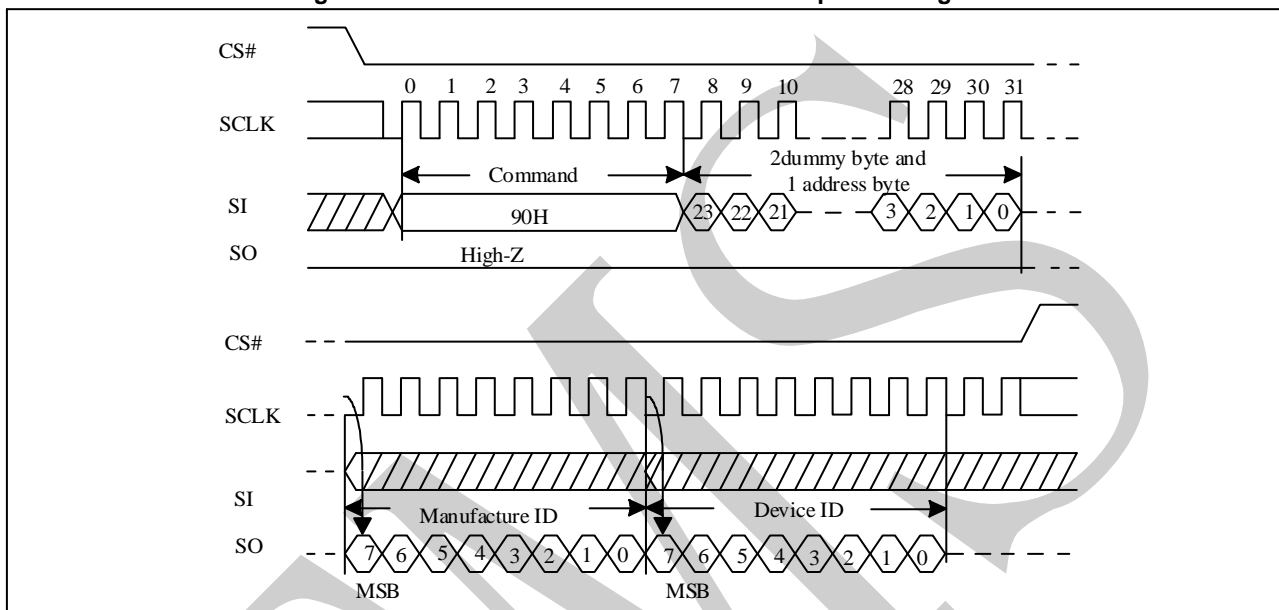 CS#
0 1 2 3 4 5 6 7 8 9 10 28 29 30 31
SCLK
Command
2dummy byte and
1 address byte
SI
90H
23 22 21 3 2 1 0
SO
High-Z
CS#
SCLK
SI
Manufacture ID
Device ID
SO
7 6 5 4 3 2 1 0 7 6 5 4 3 2 1 0
MSB MSB